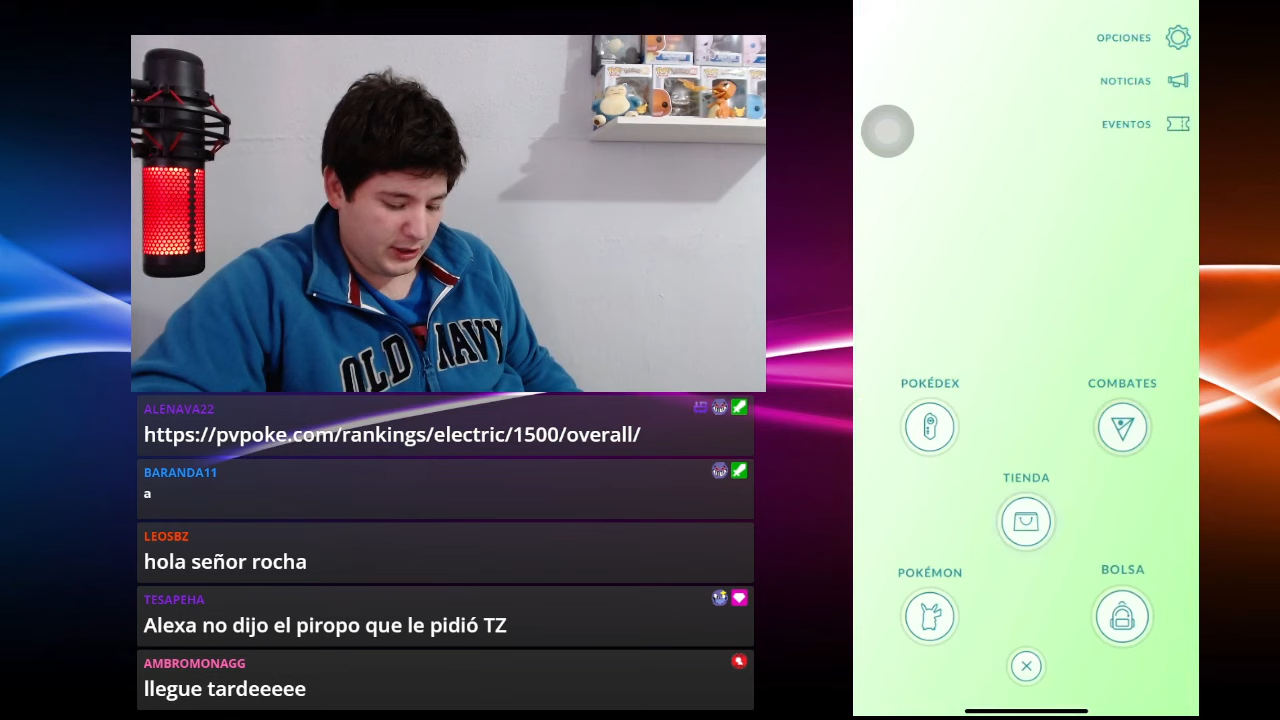 OPCIONES
NOTICIAS
EVENTOS
OLD NAVY
POKÉDEX
COMBATES
TIENDA
POKÉMON
BOLSA
ALENAVA22
https://pvpoke.com/rankings/electric/1500/overall/
BARANDA11
a
LEOSBZ
hola señor rocha
TESAPEHA
Alexa no dijo el piropo que le pidió TZ
AMBROMONAGG
llegue tardeeeee